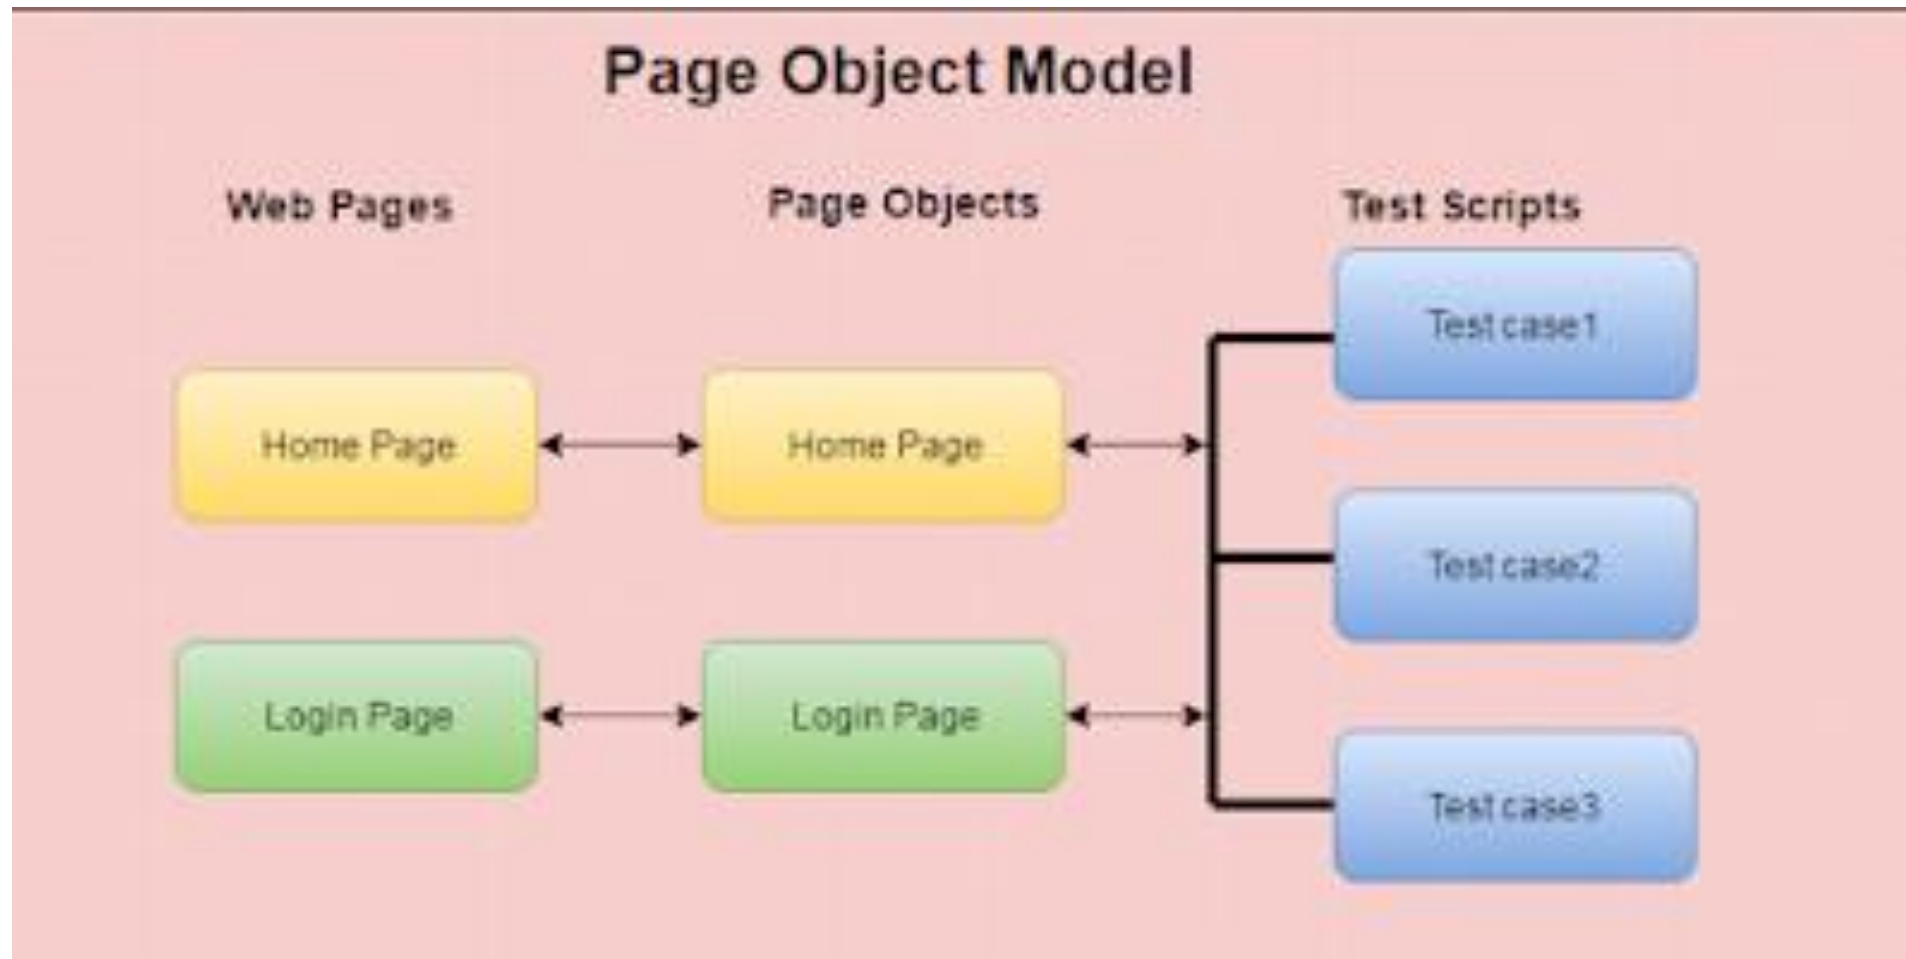 Page Object Model
Web Pages
Page Objects
Test Scripts
Test case1
Home Page
Home Page
Test case2
Login Page
Login Page
Test case3